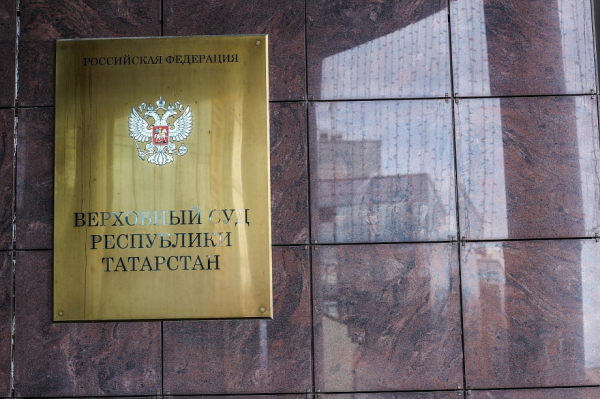 РОССИЙСКАЯ ФЕДЕРАЦИЯ
ВЕРХОВНЫЙ СУД
РЕСПУБЛИКИ
ТАТАРСТАН